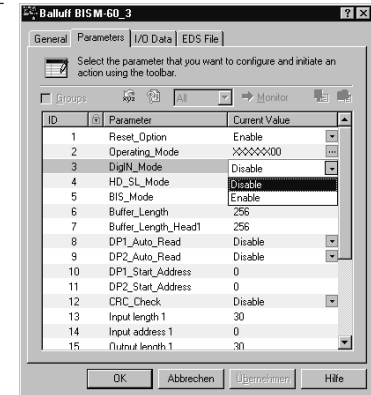 Balluff BIS M-60_3
General Parameters I/O Data EDS File
Select the parameter that you want to configure and initiate an
action using the toolbar.
Groups All Monitor
ID Parameter Current Value
1 Reset_Option Enable
2 Operating_Mode XXXXXX00
3 DigIN_Mode Disable
4 HD_SL_Mode Disable
5 BIS_Mode Enable
6 Buffer_Length 256
7 Buffer_Length_Head1 256
8 DP1_Auto_Read Disable
9 DP2_Auto_Read Disable
10 DP1_Start_Address 0
11 DP2_Start_Address 0
12 CRC_Check Disable
13 Input length 1 30
14 Input address 1 0
15 Output length 1 30
OK Abbrechen Übernehmen Hilfe